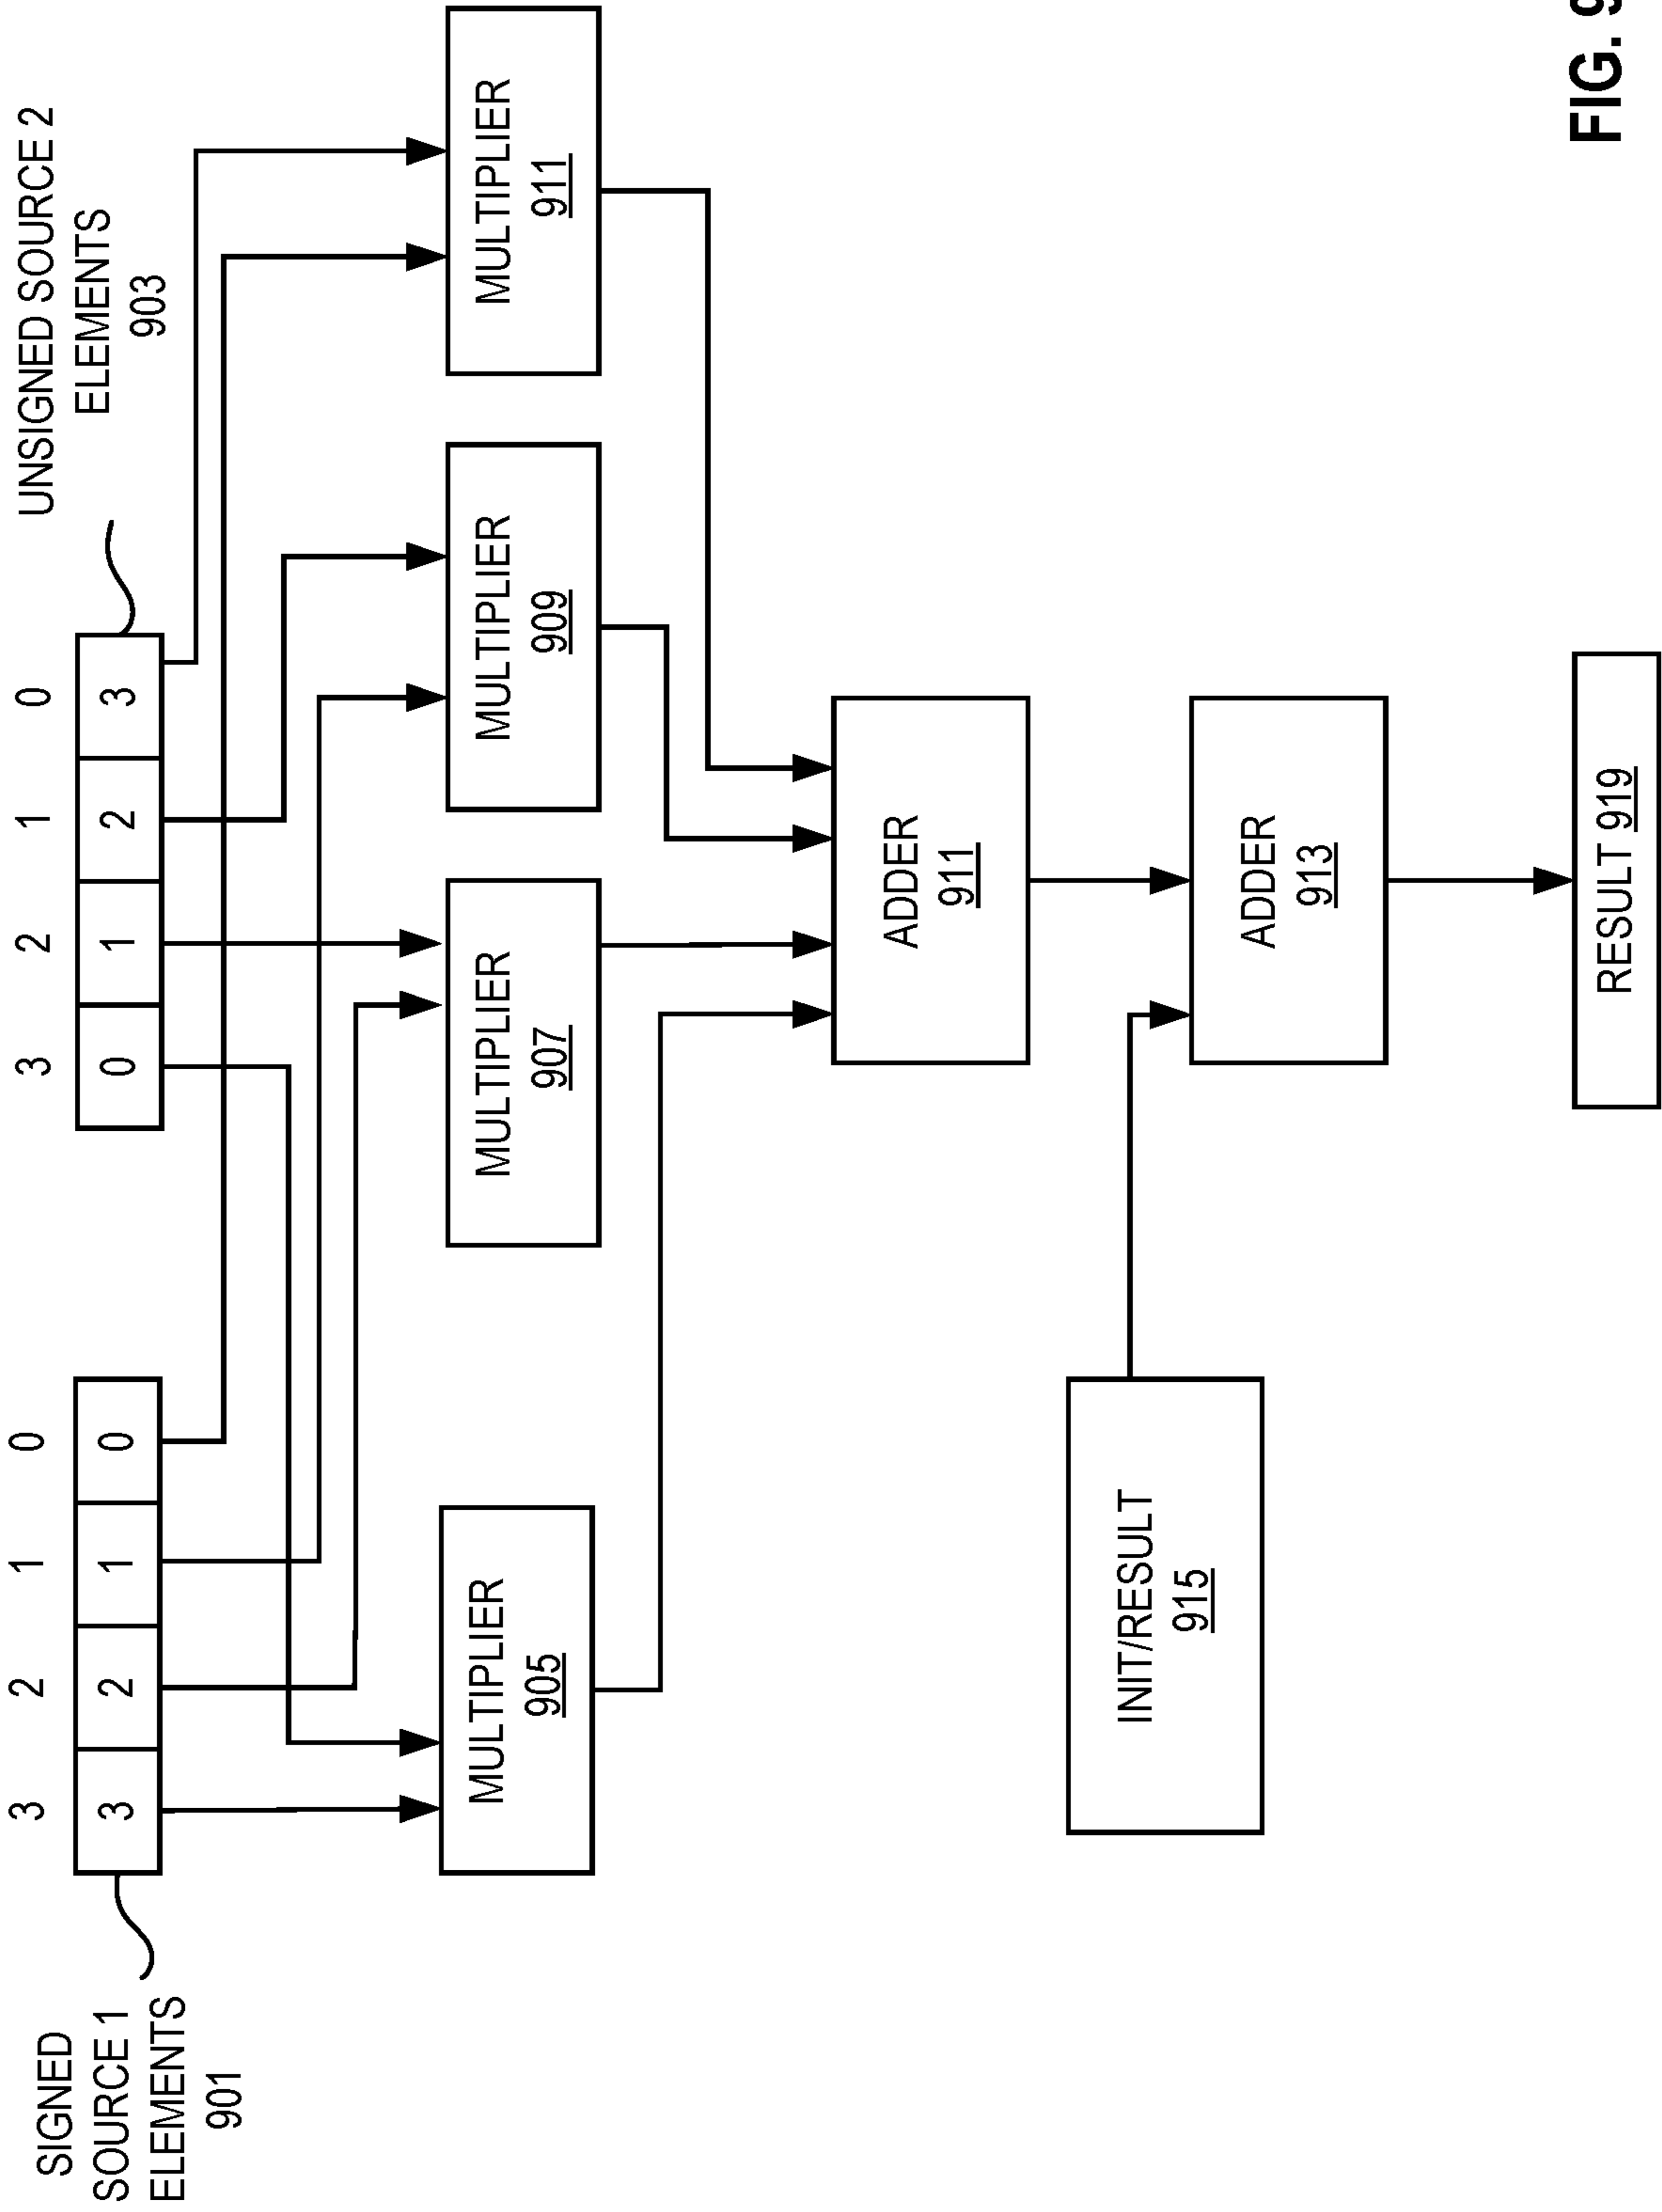 SIGNED
SOURCE 1
ELEMENTS
901
3 2 1 0
3 2 1 0
UNSIGNED SOURCE 2
ELEMENTS
903
3 2 1 0
0 1 2 3
MULTIPLIER
905
MULTIPLIER
907
MULTIPLIER
909
MULTIPLIER
911
ADDER
911
INIT/RESULT
915
ADDER
913
RESULT 919
FIG. 9